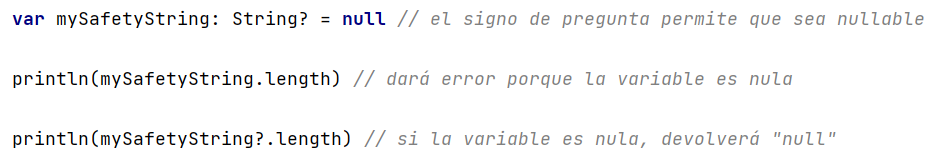 var mySafetyString: String? = null // el signo de pregunta permite que sea nullable
println(mySafetyString.length) // dará error porque la variable es nula
println(mySafetyString?.length) // si la variable es nula, devolverá "null"